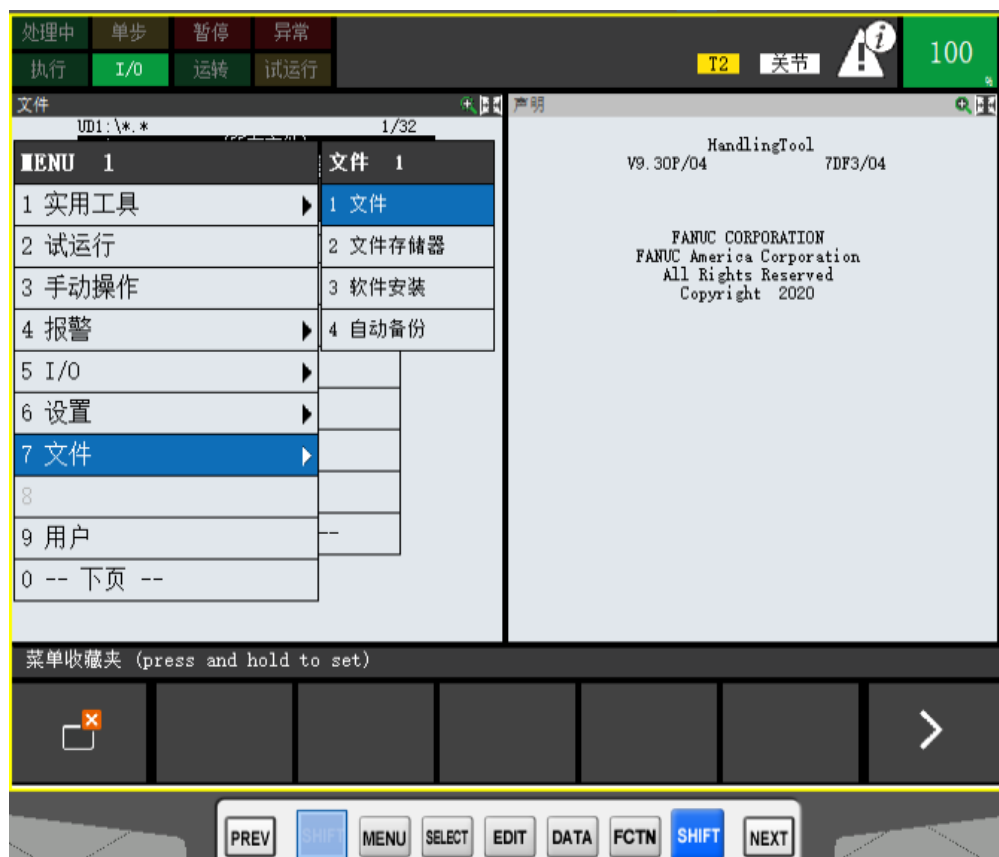 处理中 单步 暂停 异常
执行 I/O 运转 试运行
T2 关节
100
%
文件
UD1:\*.* 1/32
MENU 1
1 实用工具
2 试运行
3 手动操作
4 报警
5 I/O
6 设置
7 文件
8
9 用户
0 -- 下页 --
文件 1
1 文件
2 文件存储器
3 软件安装
4 自动备份
--
声明
HandlingTool
V9.30P/04 7DF3/04
FANUC CORPORATION
FANUC America Corporation
All Rights Reserved
Copyright 2020
菜单收藏夹 (press and hold to set)
PREV SHIFT MENU SELECT EDIT DATA FCTN SHIFT NEXT